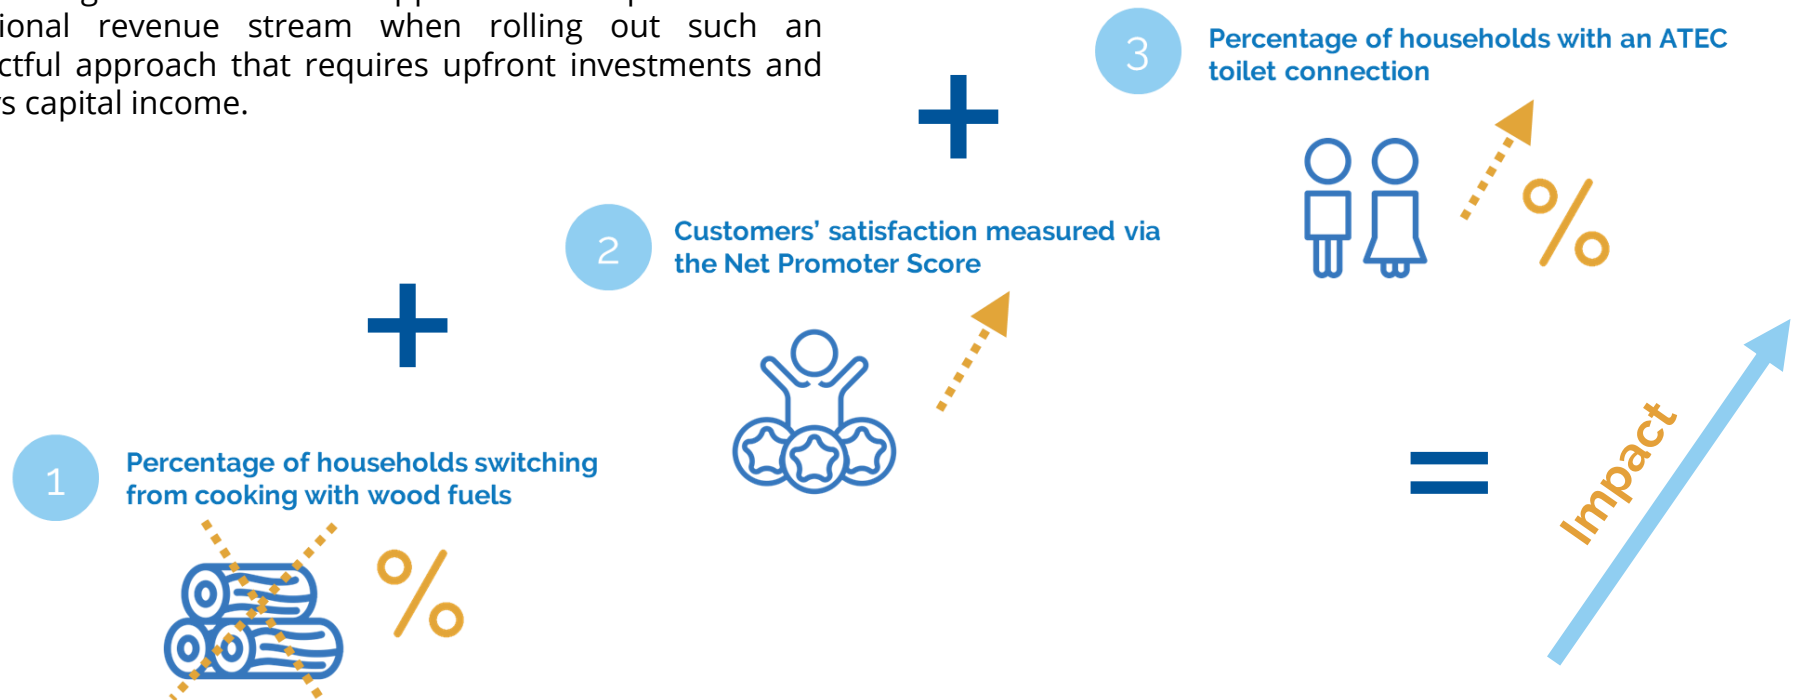 revenue stream when rolling out such an
approach that requires upfront investments and
capital income.
3
Percentage of households with an ATEC
toilet connection
%
+
2
Customers’ satisfaction measured via
the Net Promoter Score
+
1
Percentage of households switching
from cooking with wood fuels
%
=
Impact